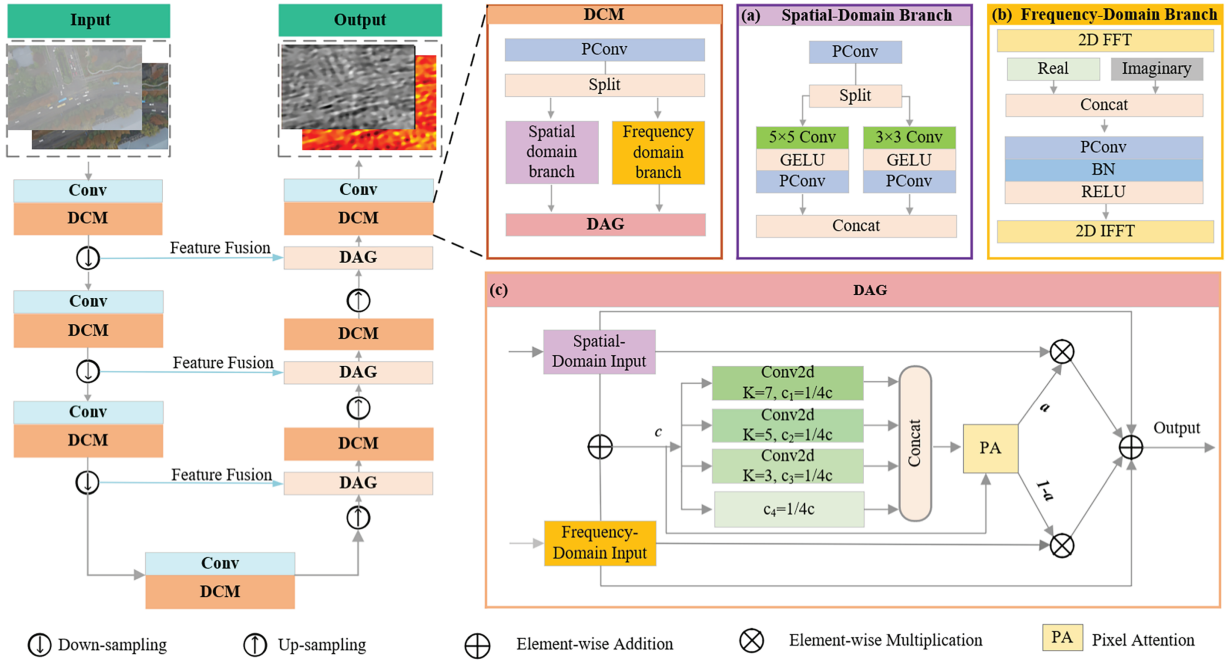 Input
Conv
DCM
Feature Fusion
Conv
DCM
Feature Fusion
Conv
DCM
Feature Fusion
Conv
DCM
Output
Conv
DCM
DAG
DCM
DAG
DCM
DAG
DCM
PConv
Split
Spatial
domain
branch
Frequency
domain
branch
DAG
(a) Spatial-Domain Branch
PConv
Split
5×5 Conv
GELU
PConv
3×3 Conv
GELU
PConv
Concat
(b) Frequency-Domain Branch
2D FFT
Real
Imaginary
Concat
PConv
BN
RELU
2D IFFT
(c) DAG
Spatial-
Domain Input
Frequency-
Domain Input
c
Conv2d
K=7, c₁=1/4c
Conv2d
K=5, c₂=1/4c
Conv2d
K=3, c₃=1/4c
c₄=1/4c
Concat
PA
a
1-a
Output
Down-sampling
Up-sampling
Element-wise Addition
Element-wise Multiplication
PA Pixel Attention